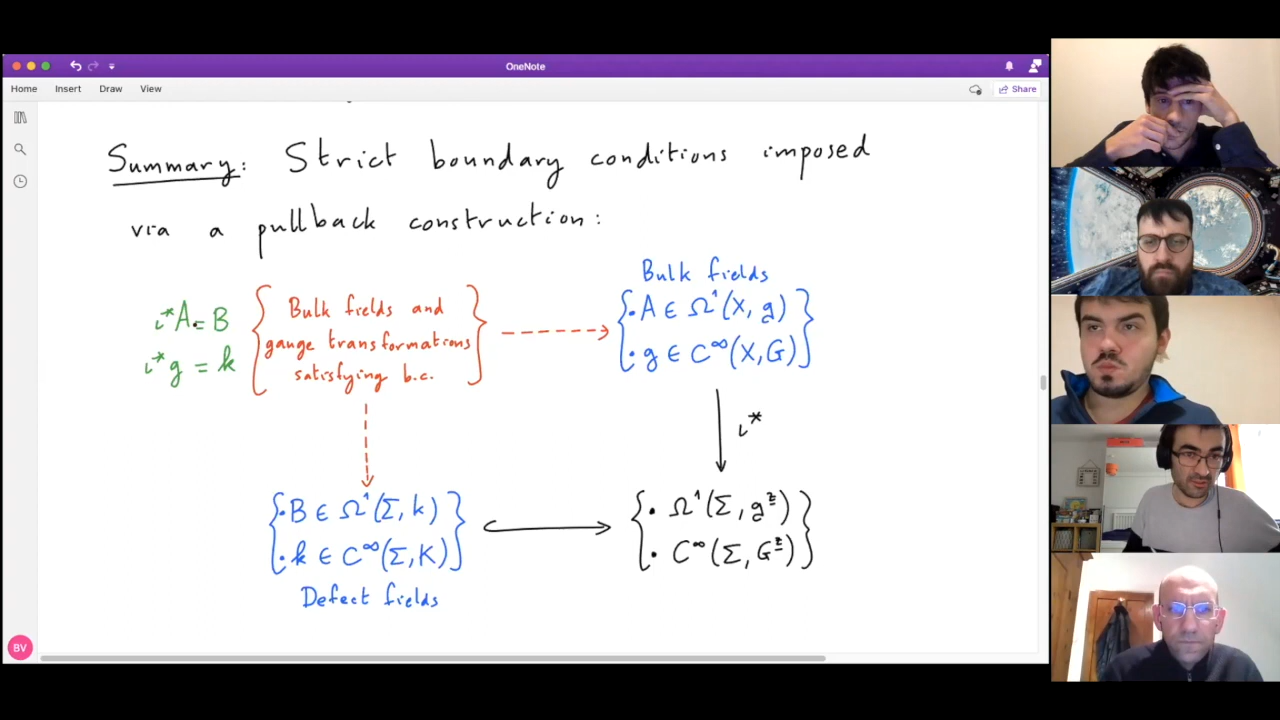 OneNote
Home Insert Draw View Share
Summary: Strict boundary conditions imposed
via a pullback construction:
Bulk fields
ι*A = B
ι*g = k
Bulk fields and
gauge transformations
satisfying b.c.
· A ∈ Ω¹(X, g)
· g ∈ C∞(X, G)
ι*
· B ∈ Ω¹(Σ, k)
· k ∈ C∞(Σ, K)
Defect fields
· Ω¹(Σ, g^z)
· C∞(Σ, G^z)
BV